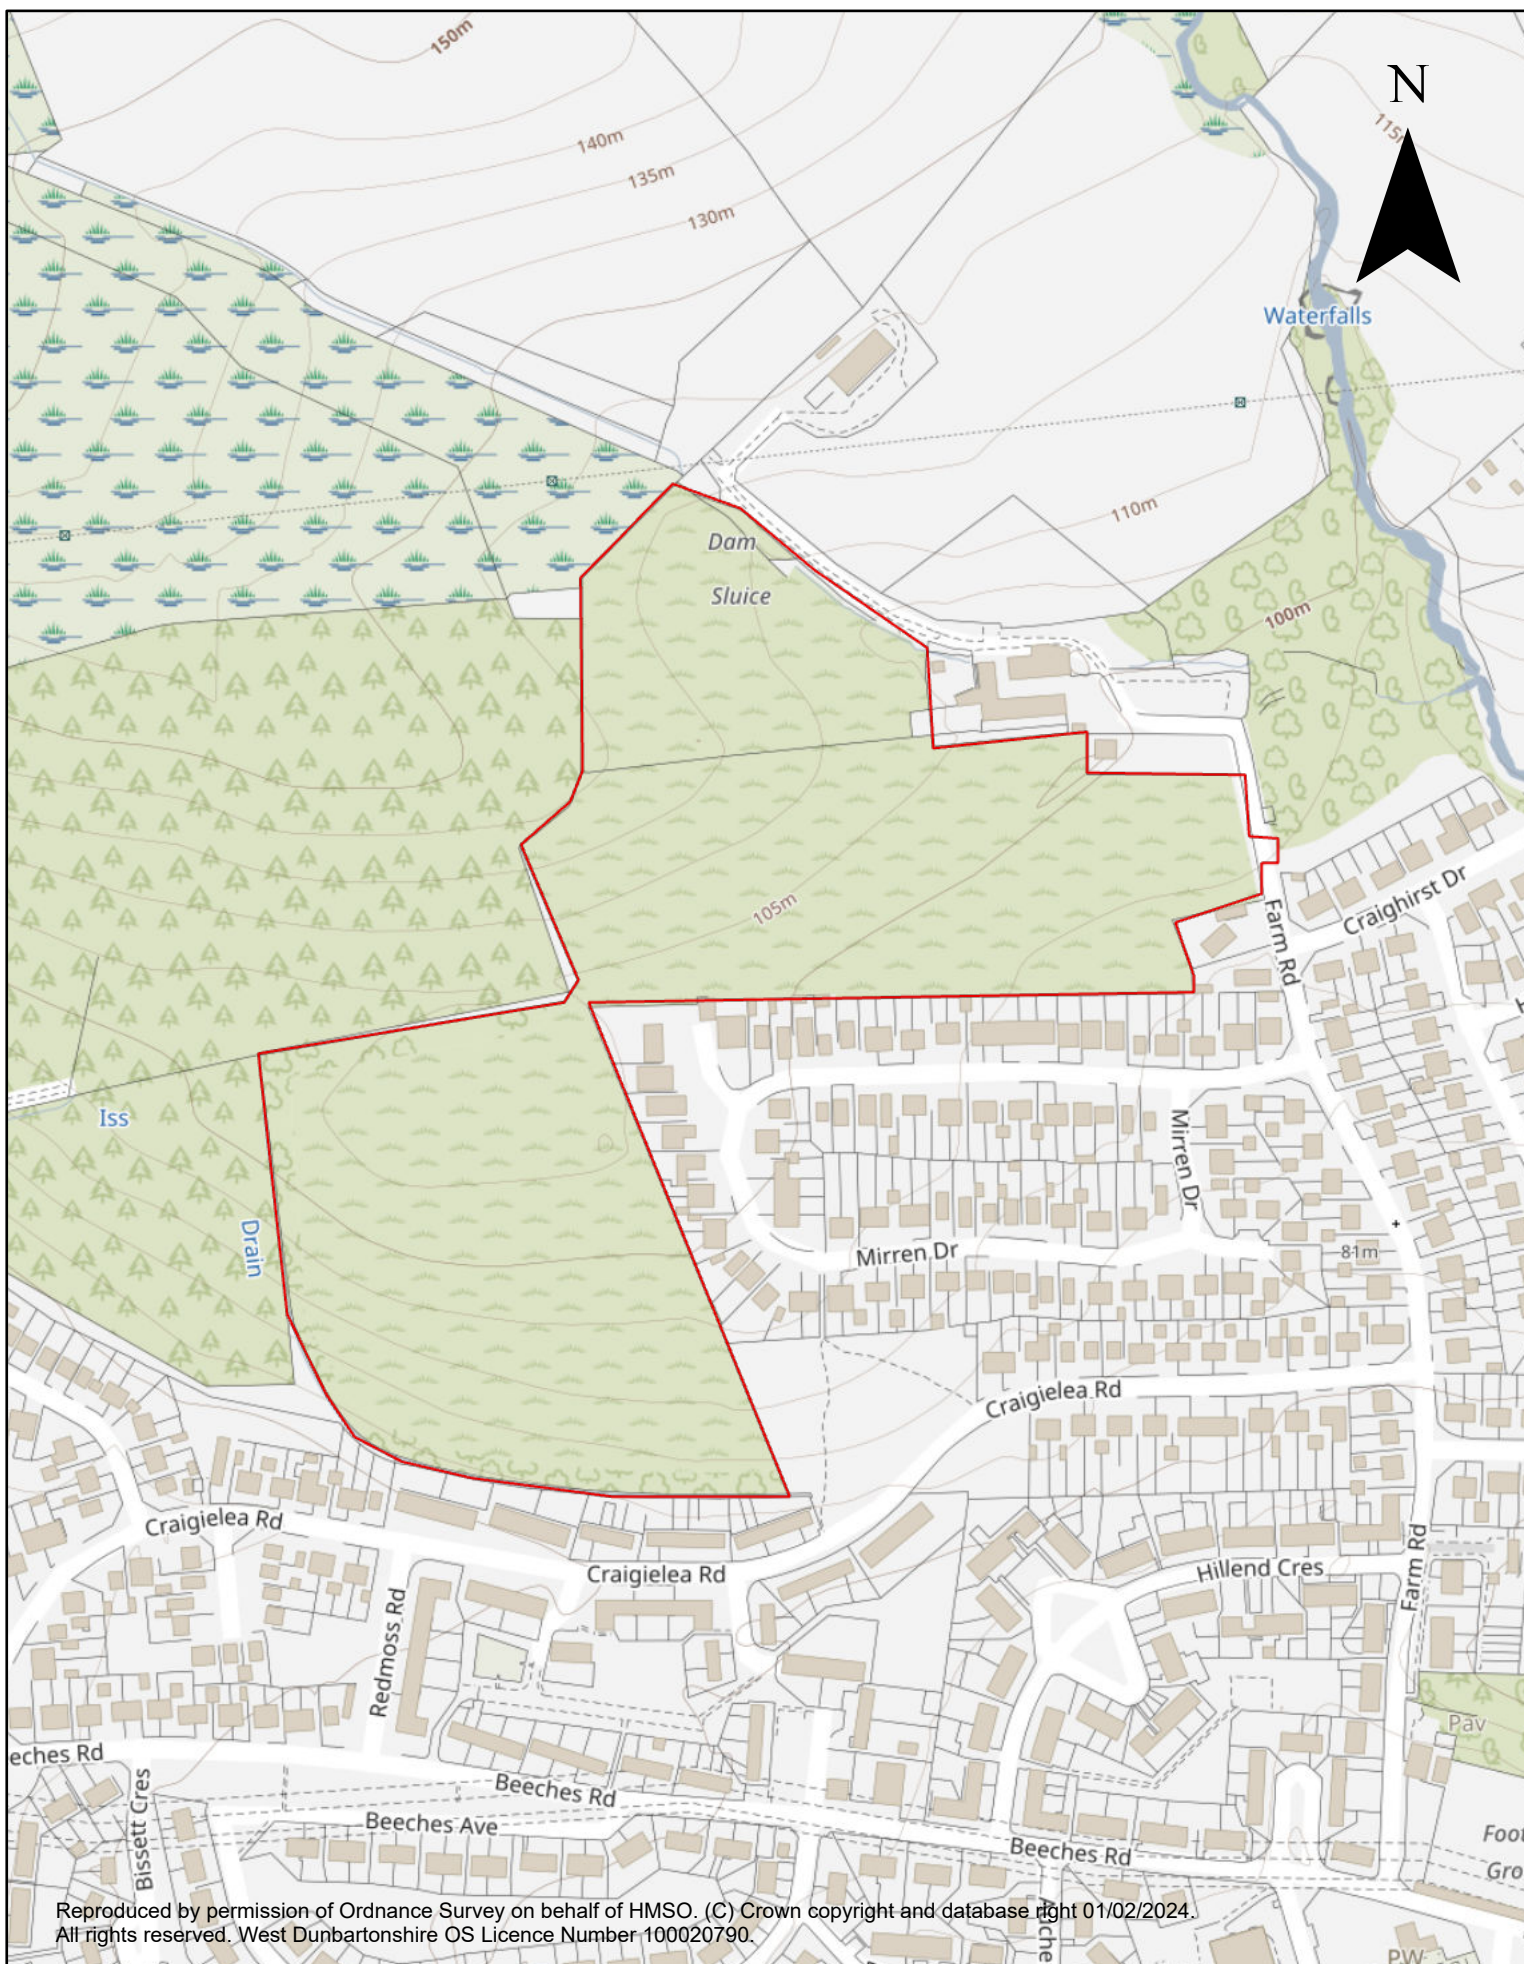 150m
N
115m
140m
135m
130m
Waterfalls
110m
Dam
Sluice
100m
105m
Craighirst Dr
Farm Rd
Iss
Mirren Dr
Drain
Mirren Dr
81m
Craigielea Rd
Craigielea Rd
Craigielea Rd
Hillend Cres
Farm Rd
Redmoss Rd
Pav
eches Rd
Bissett Cres
Beeches Rd
Beeches Ave
Beeches Rd
Foot
Gro
Reproduced by permission of Ordnance Survey on behalf of HMSO. (C) Crown copyright and database right 01/02/2024.
All rights reserved. West Dunbartonshire OS Licence Number 100020790.
PW